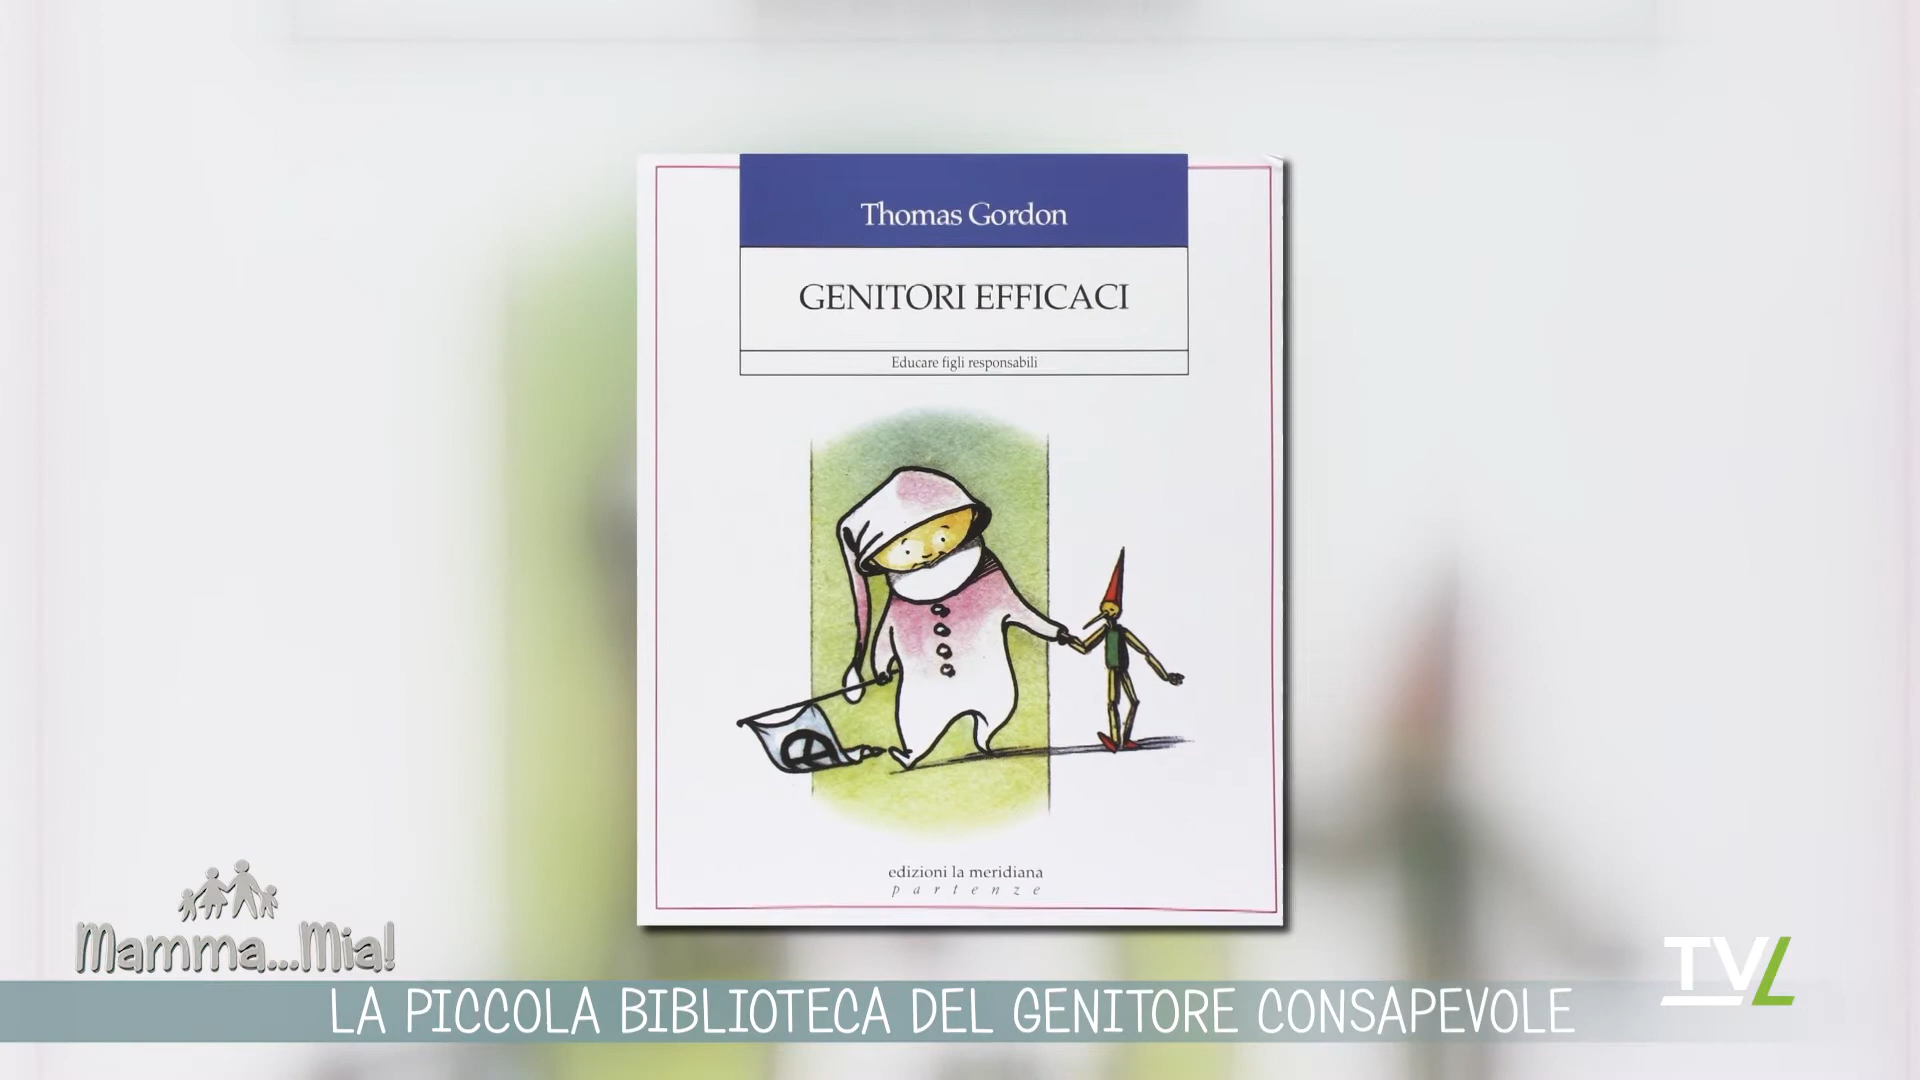 Thomas Gordon
GENITORI EFFICACI
Educare figli responsabili
edizioni la meridiana
partenze
Mamma...Mia!
LA PICCOLA BIBLIOTECA DEL GENITORE CONSAPEVOLE
TVL